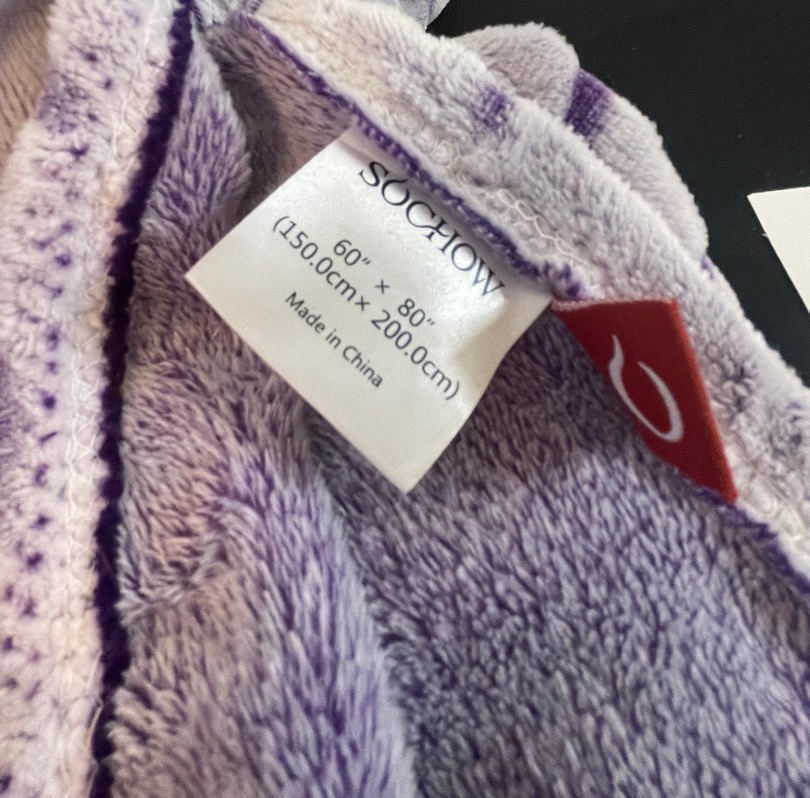 SOCHOW
60" × 80"
(150.0cm× 200.0cm)
Made in China